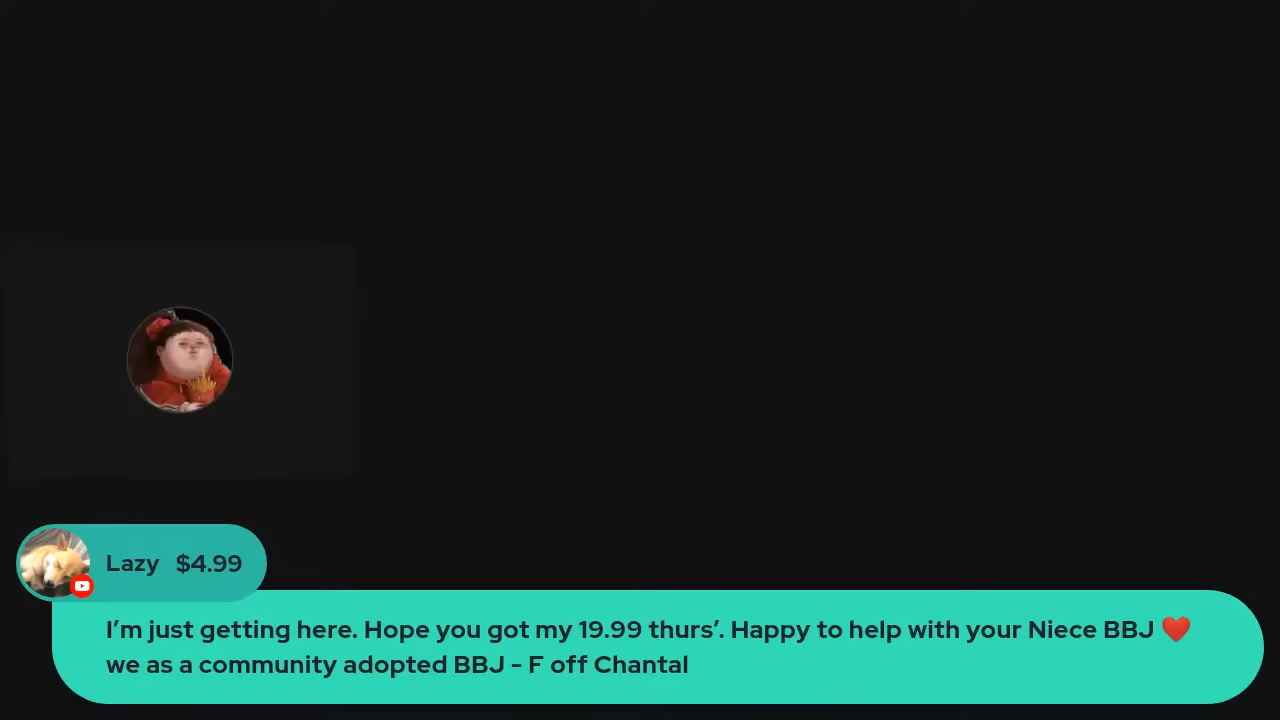 Lazy $4.99
I’m just getting here. Hope you got my 19.99 thurs’. Happy to help with your Niece BBJ ❤️
we as a community adopted BBJ - F off Chantal